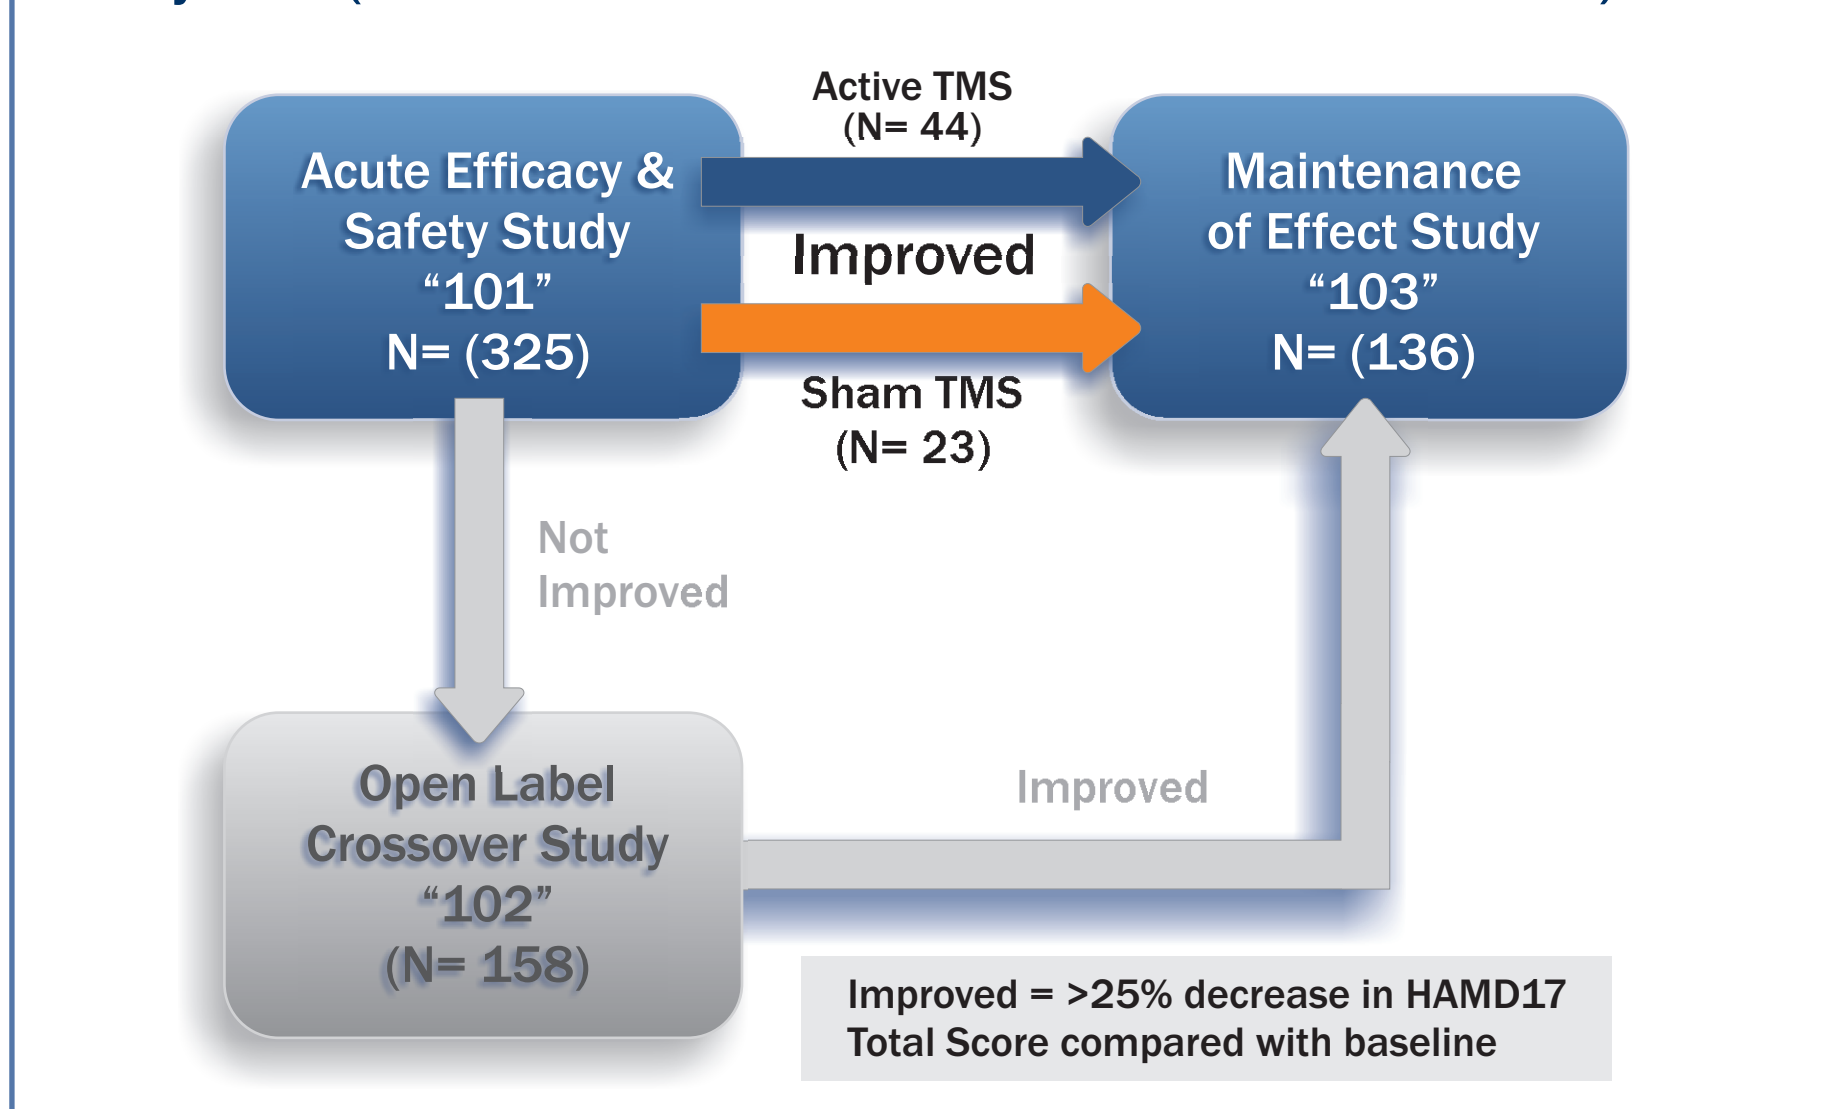 Active TMS
(N= 44)
Acute Efficacy &
Safety Study
“101”
N= (325)
Improved
Maintenance
of Effect Study
“103”
N= (136)
Sham TMS
(N= 23)
Not
Improved
Open Label
Crossover Study
“102”
(N= 158)
Improved
Improved = >25% decrease in HAMD17
Total Score compared with baseline